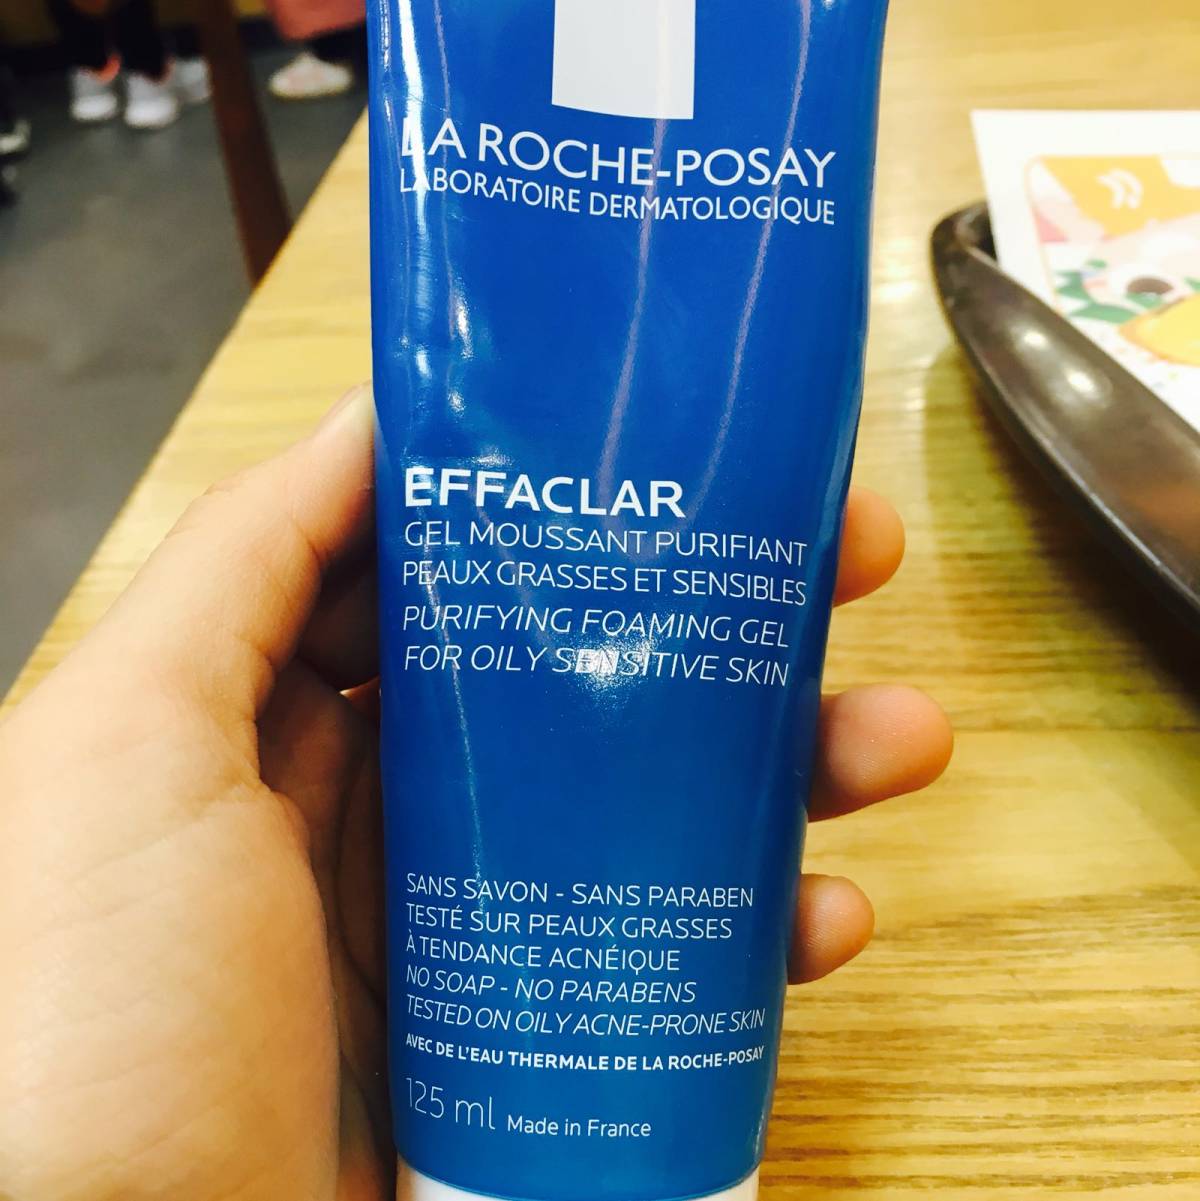 LA ROCHE-POSAY
LABORATOIRE DERMATOLOGIQUE
EFFACLAR
GEL MOUSSANT PURIFIANT
PEAUX GRASSES ET SENSIBLES
PURIFYING FOAMING GEL
FOR OILY SENSITIVE SKIN
SANS SAVON - SANS PARABEN
TESTÉ SUR PEAUX GRASSES
À TENDANCE ACNÉIQUE
NO SOAP - NO PARABENS
TESTED ON OILY ACNE-PRONE SKIN
AVEC DE L'EAU THERMALE DE LA ROCHE-POSAY
125 ml Made in France